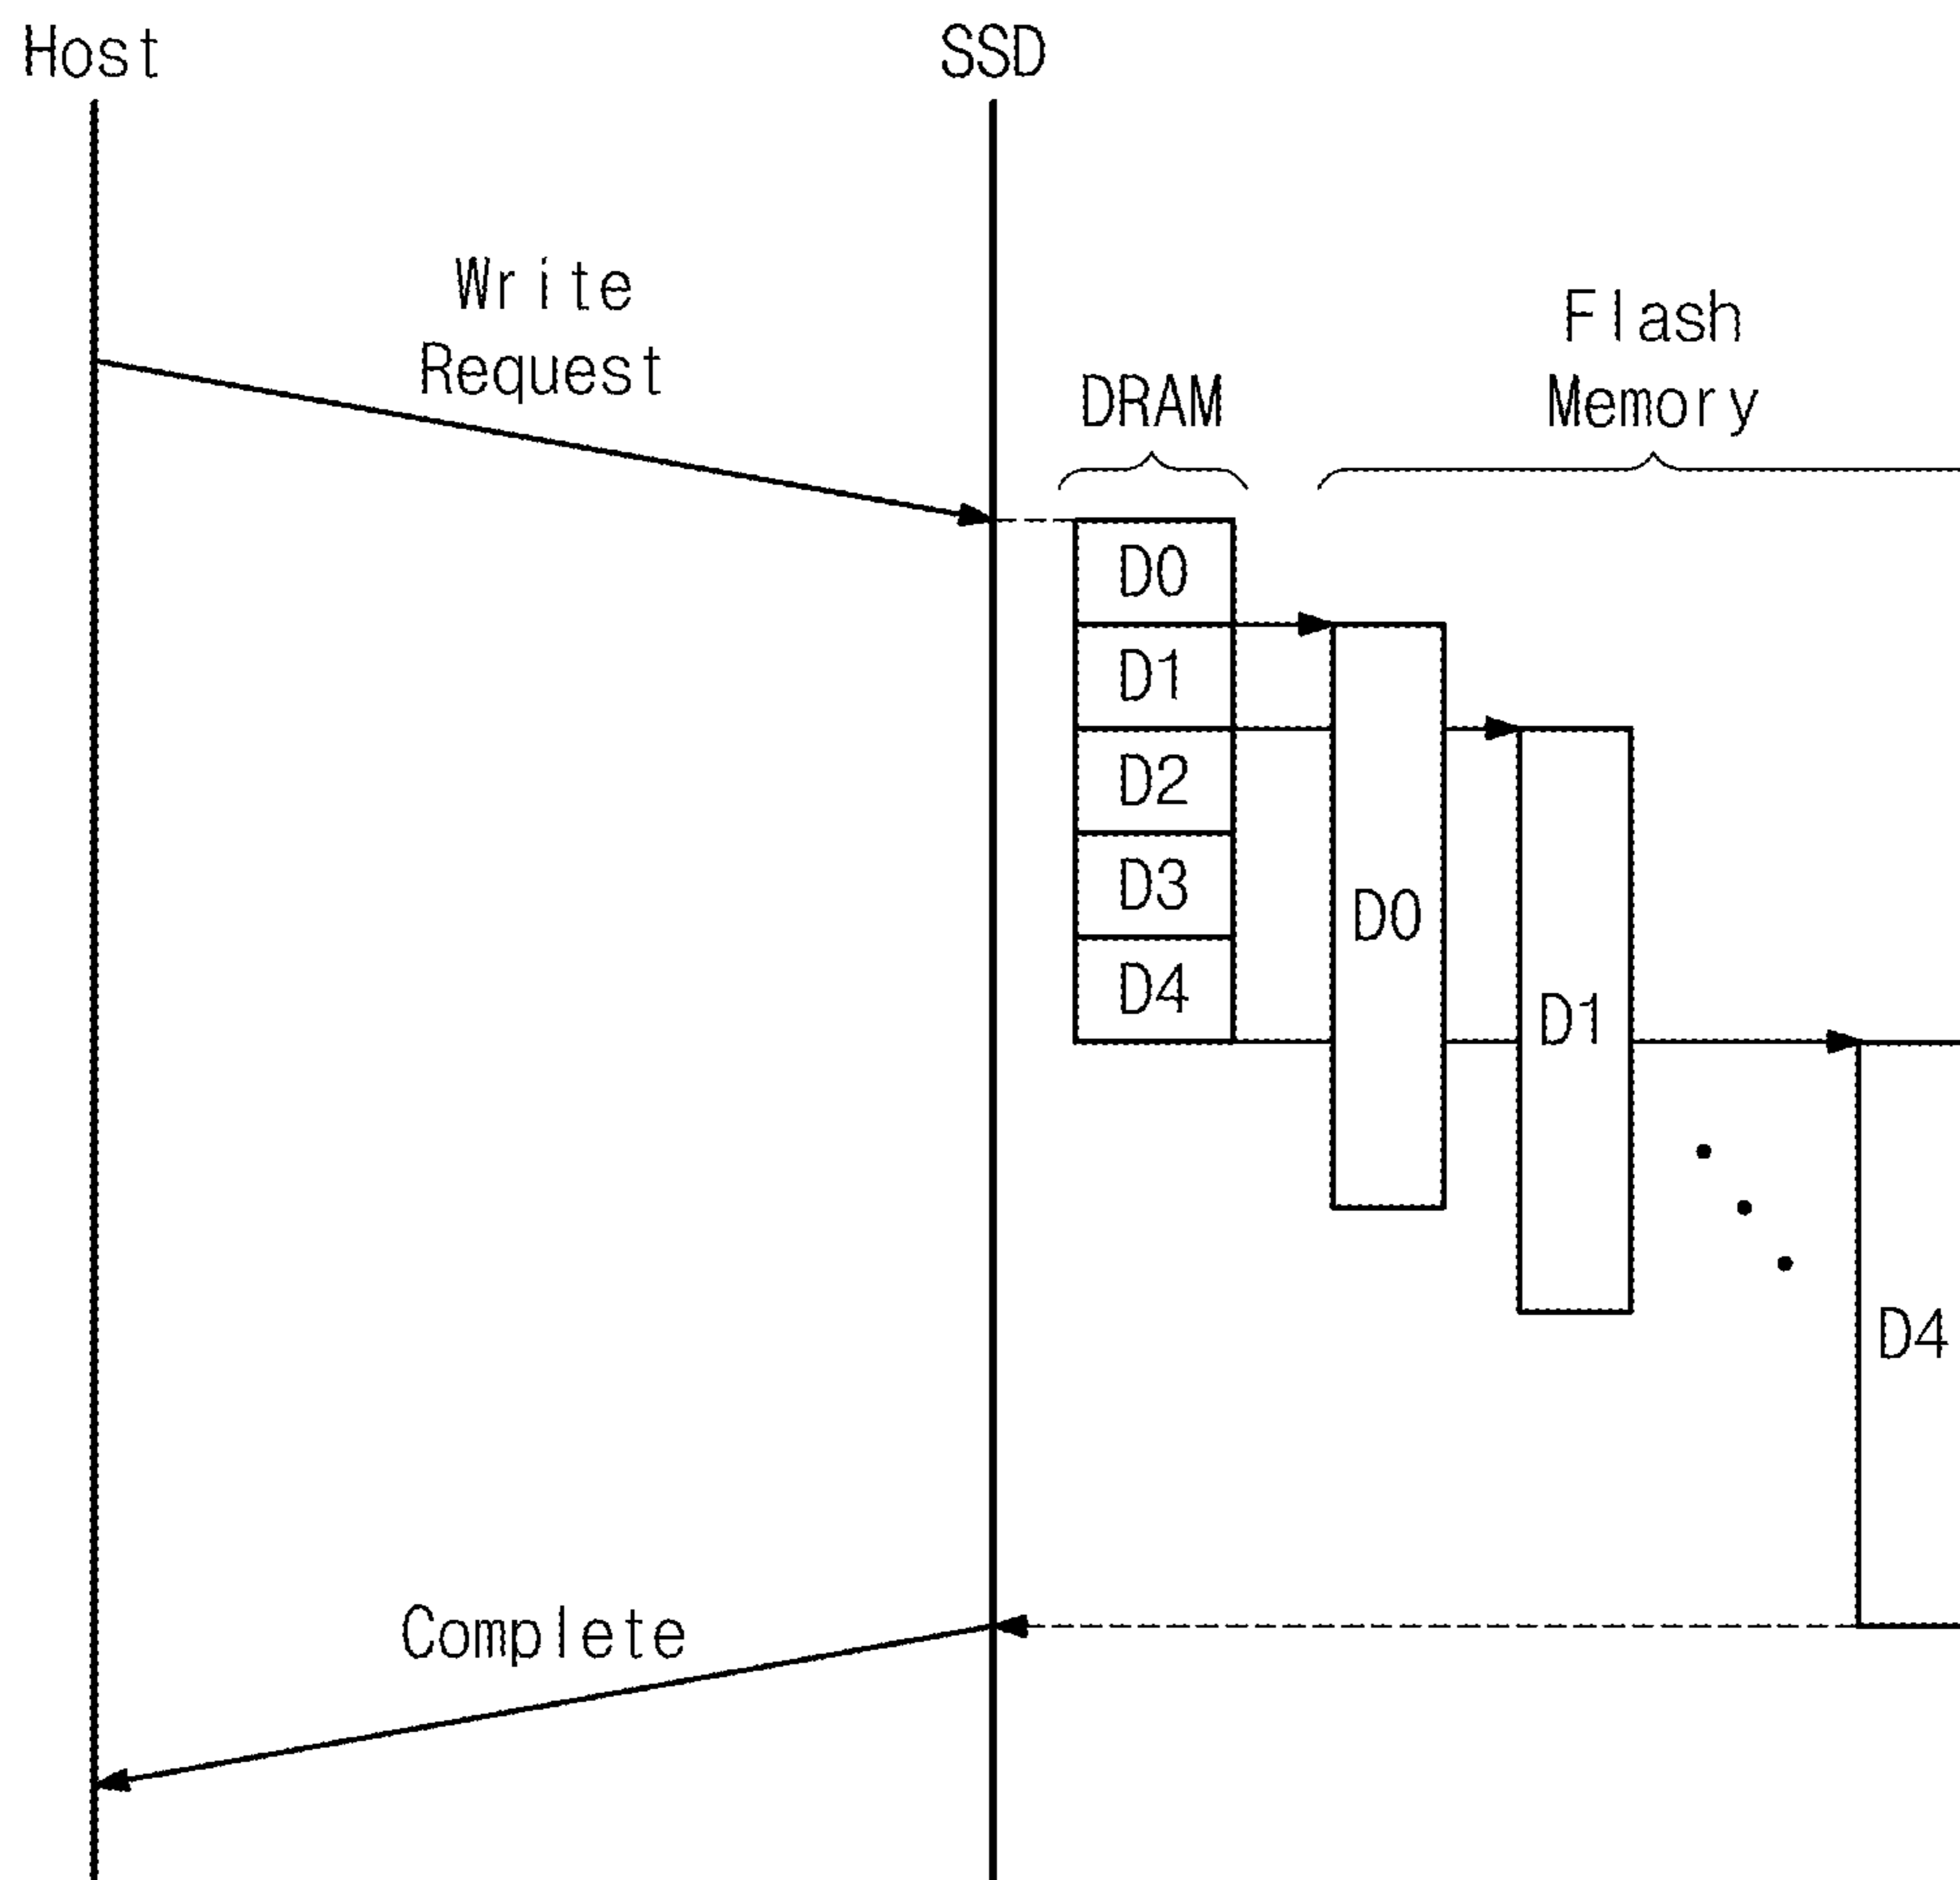 Host
SSD
Write
Request
Flash
Memory
DRAM
D0
D1
D2
D3
D4
D0
D1
D4
Complete